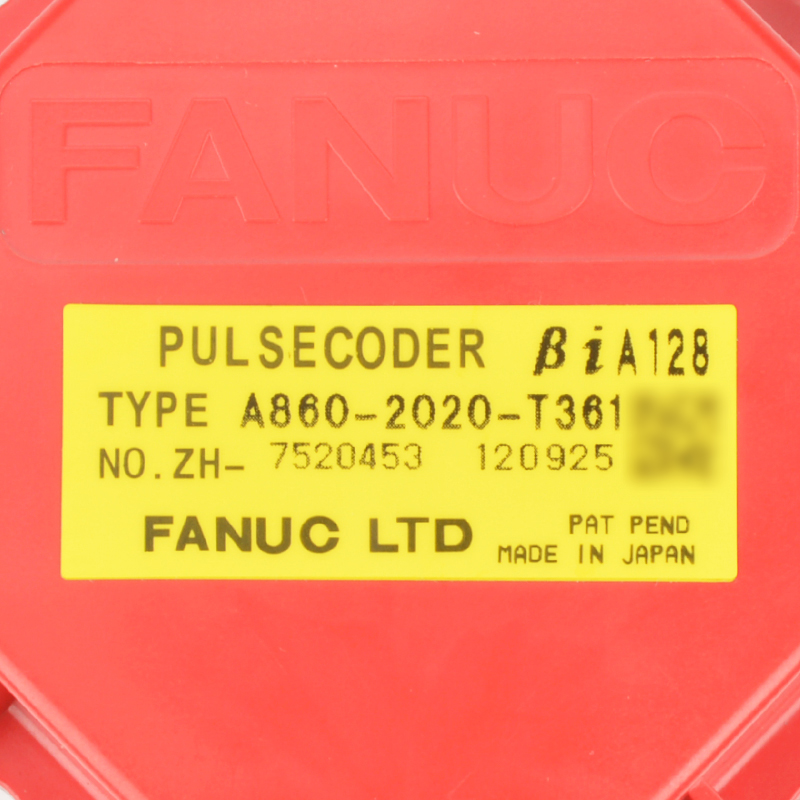 FANUC
PULSECODER βiA128
TYPE A860-2020-T361
NO.ZH- 7520453 120925
FANUC LTD
PAT PEND
MADE IN JAPAN